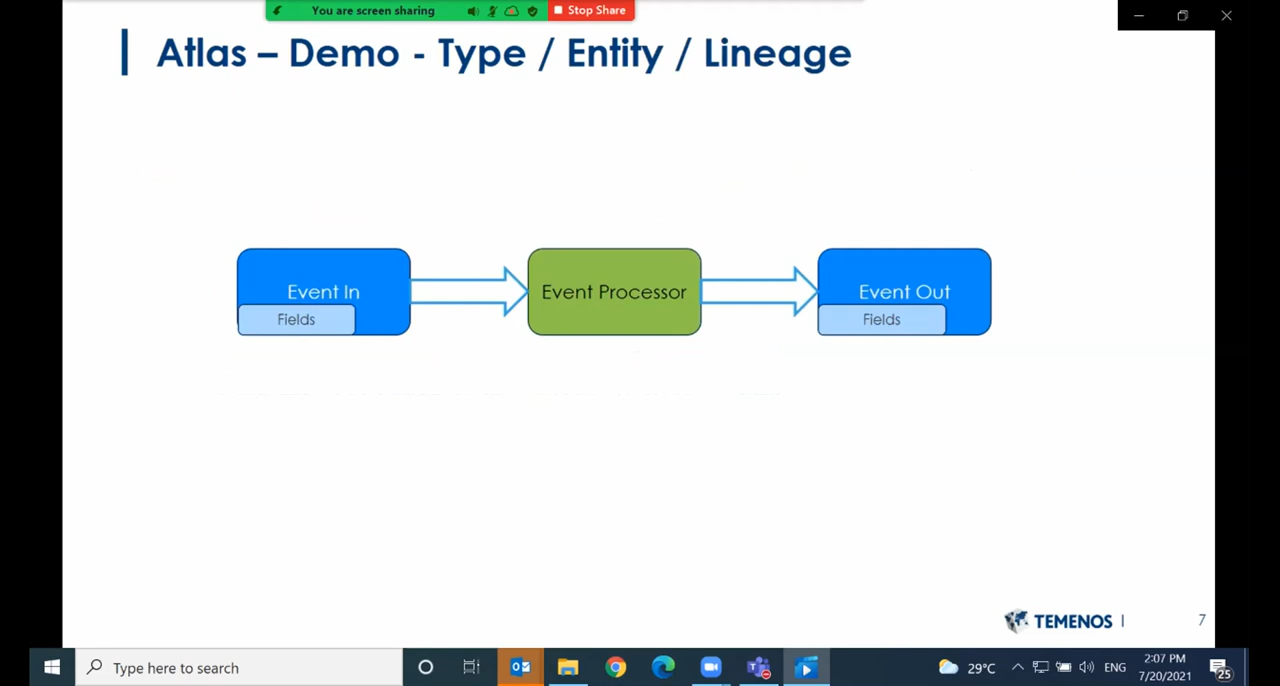 You are screen sharing
Stop Share
Atlas – Demo - Type / Entity / Lineage
Event In
Fields
Event Processor
Event Out
Fields
TEMENOS
7
Type here to search
29°C
ENG
2:07 PM
7/20/2021
25